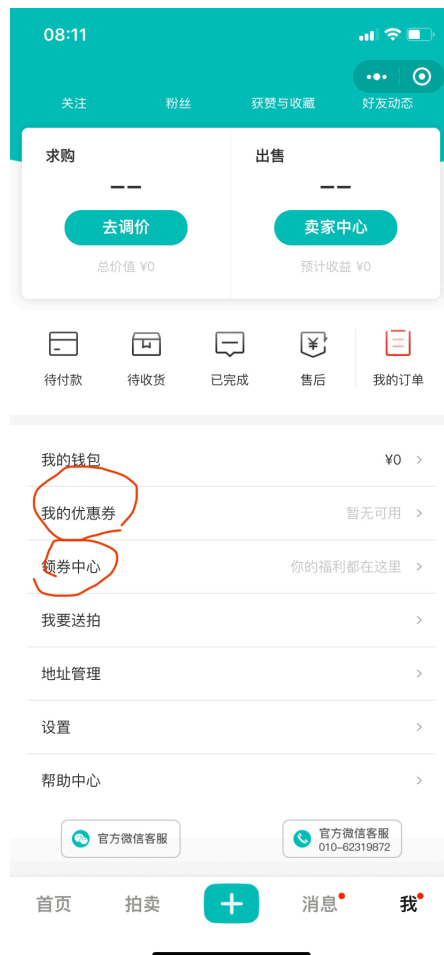 08:11
关注 粉丝 获赞与收藏 好友动态
求购 出售
-- --
去调价 卖家中心
总价值 ¥0 预计收益 ¥0
待付款 待收货 已完成 售后 我的订单
我的钱包 ¥0
我的优惠券 暂无可用
领券中心 你的福利都在这里
我要送拍
地址管理
设置
帮助中心
官方微信客服 官方微信客服
010-62319872
首页 拍卖 消息 我